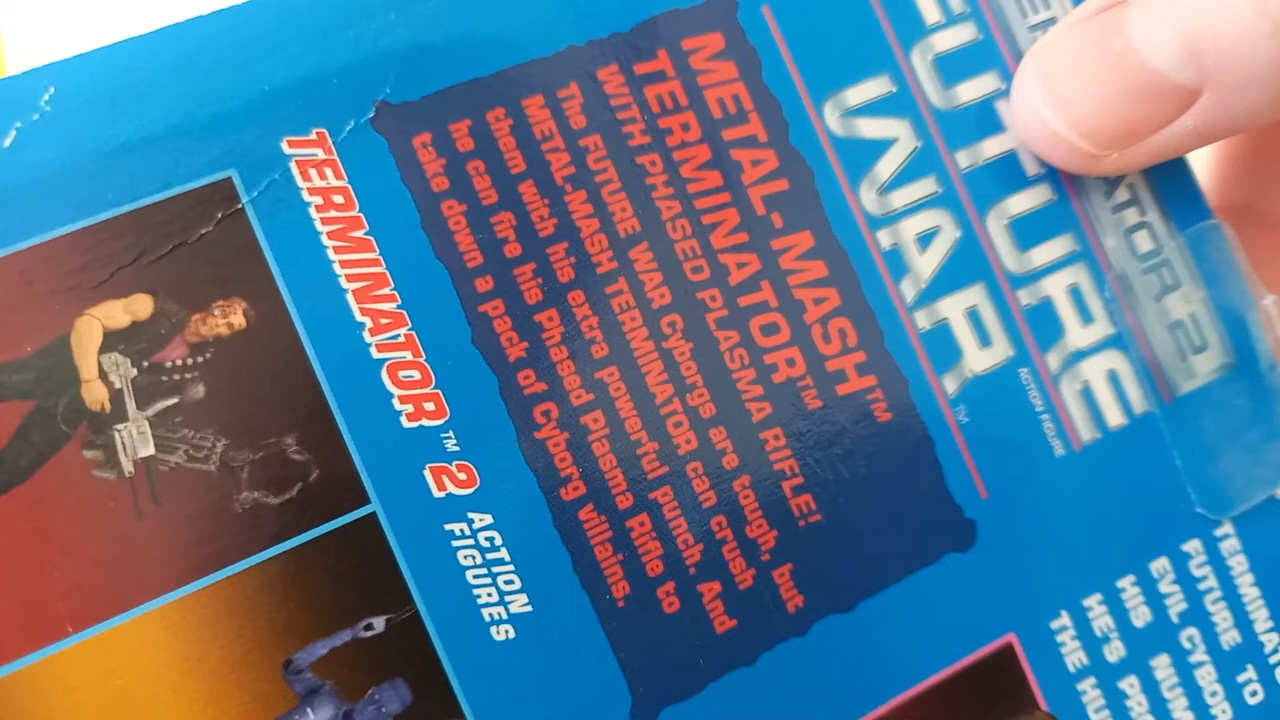 TERMINATOR 2
FUTURE
WAR™
ACTION FIGURE
METAL-MASH™
TERMINATOR™
WITH PHASED PLASMA RIFLE!
The FUTURE WAR Cyborgs are tough, but
METAL-MASH TERMINATOR can crush
them with his extra powerful punch. And
he can fire his Phased Plasma Rifle to
take down a pack of Cyborg villains.
TERMINATOR™ 2 ACTION
FIGURES
FUTURE TO
EVIL CYBOR
HIS NUM
HE'S PR
THE HU